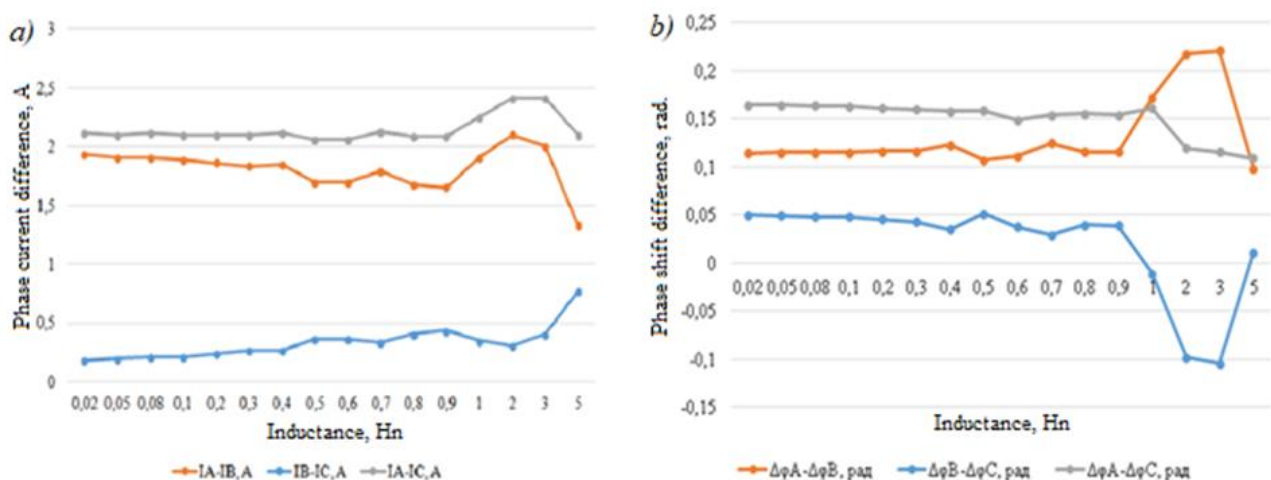 a)
Phase current difference, A
3
2,5
2
1,5
1
0,5
0
0,02 0,05 0,08 0,1 0,2 0,3 0,4 0,5 0,6 0,7 0,8 0,9 1 2 3 5
Inductance, Hn
IA-IB,A IB-IC,A IA-IC,A
b)
Phase shift difference, rad.
0,25
0,2
0,15
0,1
0,05
0
0,02 0,05 0,08 0,1 0,2 0,3 0,4 0,5 0,6 0,7 0,8 0,9 1 2 3 5
-0,05
-0,1
-0,15
Inductance, Hn
ΔφA-ΔφB, рад ΔφB-ΔφC, рад ΔφA-ΔφC, рад